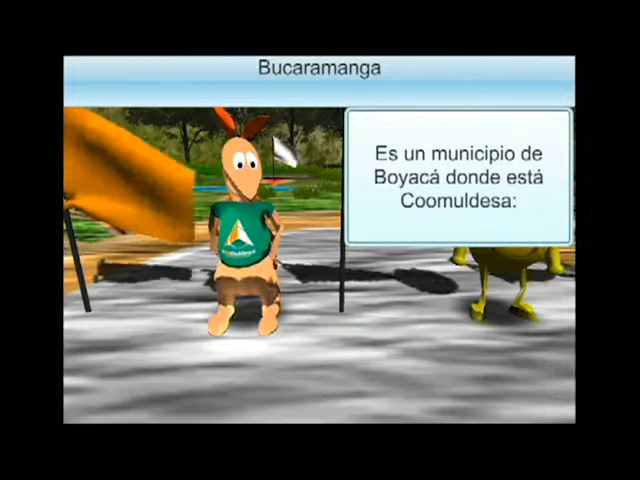 Bucaramanga
Es un municipio de
Boyacá donde está
Coomuldesa: